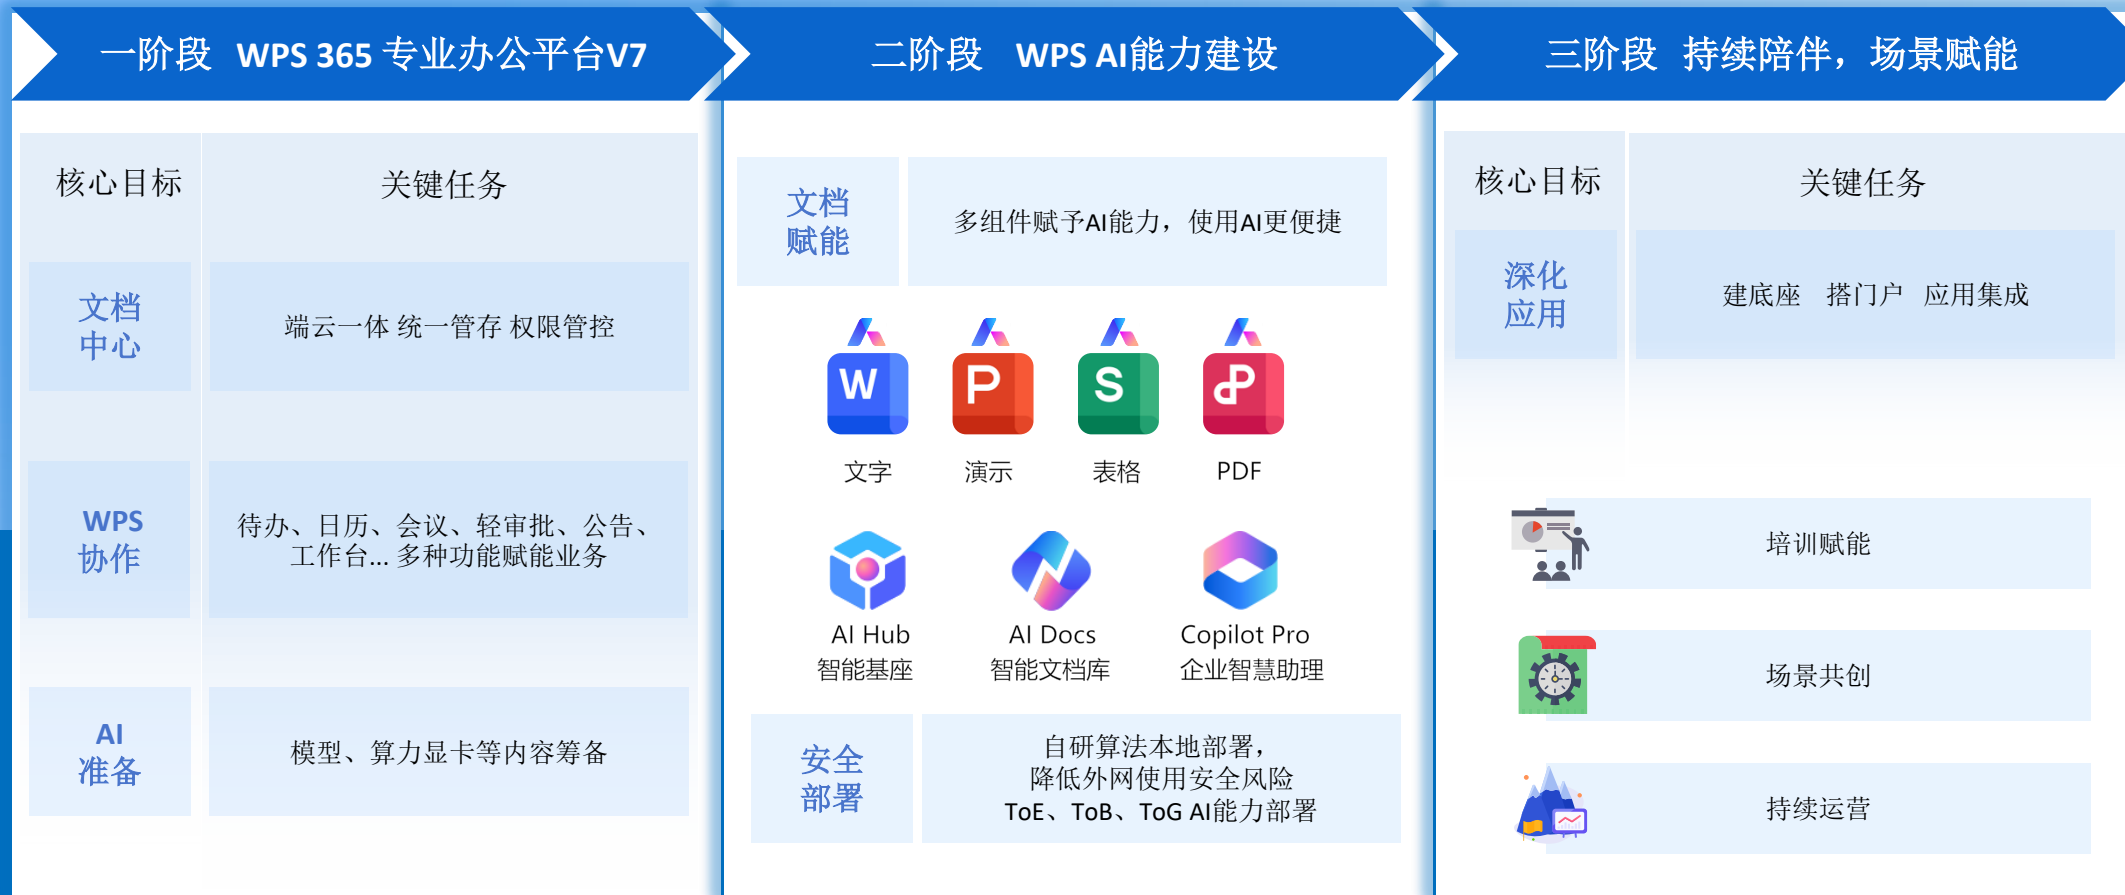 一阶段 WPS 365 专业办公平台V7
核心目标
关键任务
文档
中心
端云一体 统一管存 权限管控
WPS
协作
待办、日历、会议、轻审批、公告、
工作台... 多种功能赋能业务
AI
准备
模型、算力显卡等内容筹备
二阶段 WPS AI能力建设
文档
赋能
多组件赋予AI能力，使用AI更便捷
W
P
S
P
文字
演示
表格
PDF
AI Hub
智能基座
AI Docs
智能文档库
Copilot Pro
企业智慧助理
安全
部署
自研算法本地部署，
降低外网使用安全风险
ToE、ToB、ToG AI能力部署
三阶段 持续陪伴，场景赋能
核心目标
关键任务
深化
应用
建底座 搭门户 应用集成
培训赋能
场景共创
持续运营